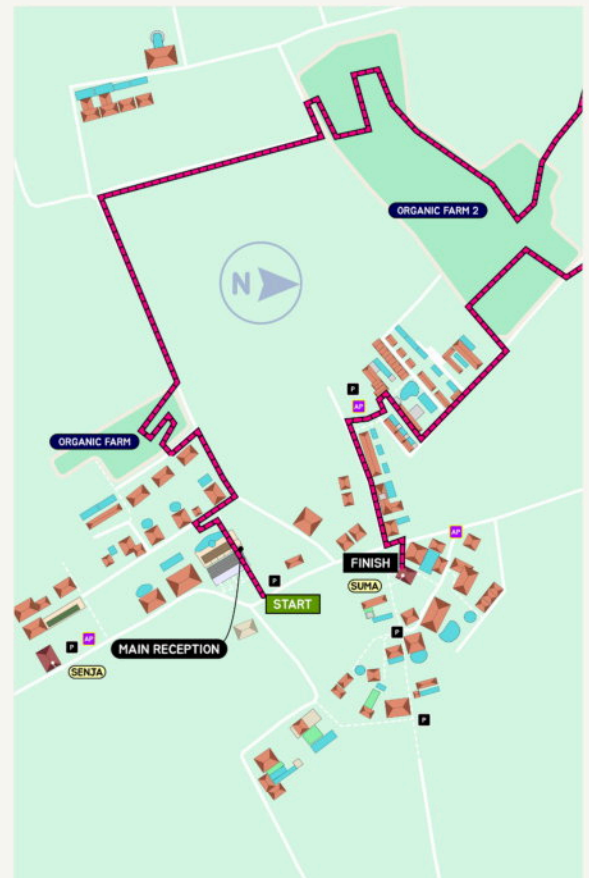 ORGANIC FARM 2
N
P
AP
ORGANIC FARM
AP
FINISH
P
SUMA
START
P
MAIN RECEPTION
P
AP
SENJA
P